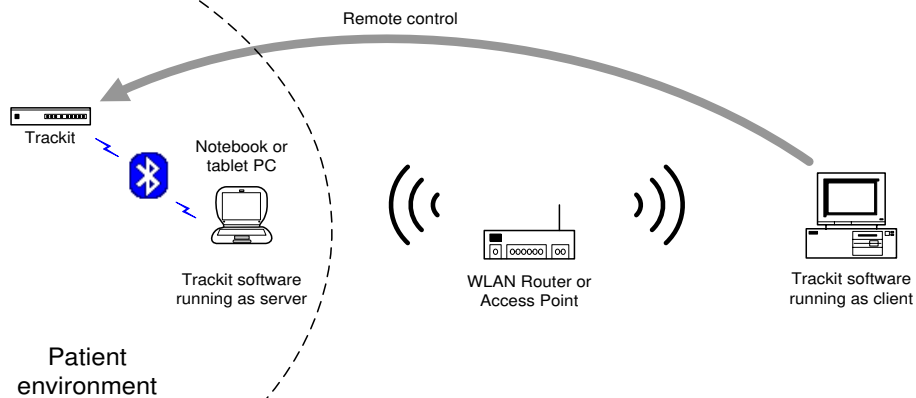 Remote control
Trackit
Notebook or
tablet PC
Trackit software
running as server
WLAN Router or
Access Point
Trackit software
running as client
Patient
environment